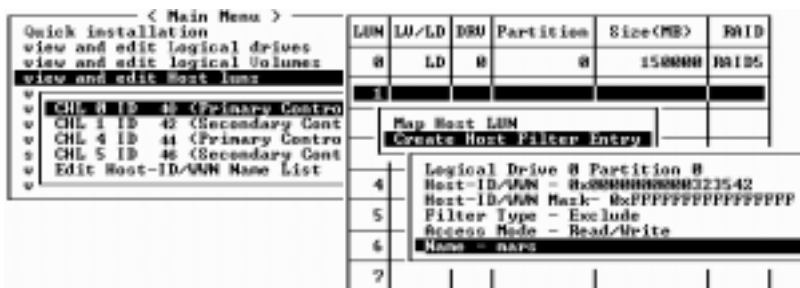 < Main Menu >
Quick installation
view and edit Logical drives
view and edit logical Volumes
view and edit Host luns
v
v CHL 0 ID 40 (Primary Contro
v CHL 1 ID 42 (Secondary Cont
v CHL 4 ID 44 (Primary Contro
s CHL 5 ID 46 (Secondary Cont
v Edit Host-ID/WWN Name List
v
LUN LV/LD DRV Partition Size(MB) RAID
0 LD 0 0 150000 RAID5
1
Map Host LUN
Create Host Filter Entry
Logical Drive 0 Partition 0
4 Host-ID/WWN - 0x0000000000323542
Host-ID/WWN Mask- 0xFFFFFFFFFFFFFFFF
5 Filter Type - Exclude
Access Mode - Read/Write
6 Name - mars
7